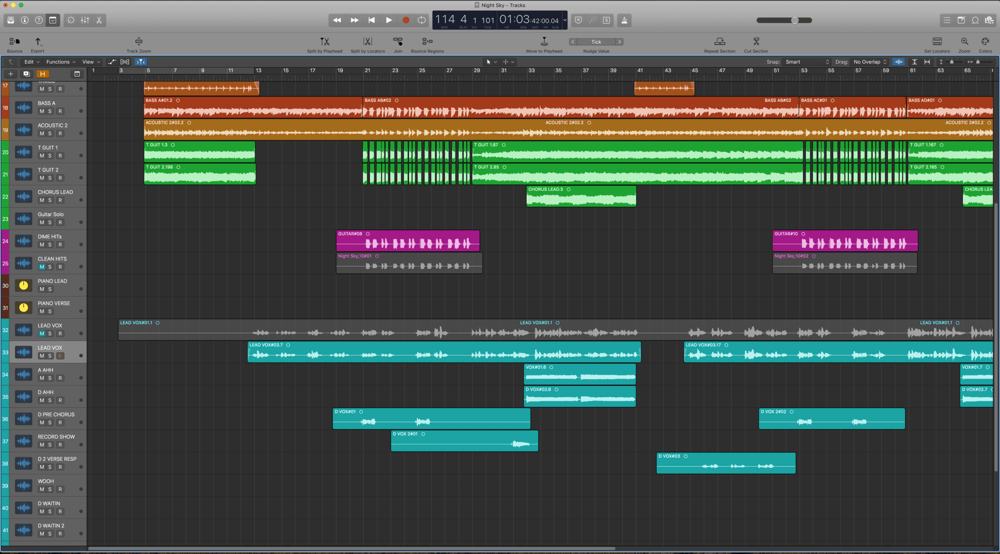 Night Sky - Tracks
114 4 1 101 01:03:42:00.04
BAR BEAT DIV TICK HR MIN SEC FR SUB
S
Tick
Bounce Export Track Zoom Split by Playhead Split by Locators Join Bounce Regions Move to Playhead Nudge Value Repeat Section Cut Section Set Locators Zoom Colors
Edit Functions View Snap: Smart Drag: No Overlap
H 1 3 5 7 9 11 13 15 17 19 21 23 25 27 29 31 33 35 37 39 41 43 45 47 49 51 53 55 57 59 61 63 65
17 TAMBO
M S R
18 BASS A BASS A#01.2 BASS AB#02 BASS AB#02 BASS AC#01 BASS AD#01
M S R
19 ACOUSTIC 2 ACOUSTIC 2#02.2 ACOUSTIC 2#02.2 ACOUSTIC 2#02.2
M S R
20 T GUIT 1 T GUIT 1.3 T GUIT 1.87 T GUIT 1.167
M S R
21 T GUIT 2 T GUIT 2.198 T GUIT 2.85 T GUIT 2.165
M S R
22 CHORUS LEAD CHORUS LEAD.3 CHORUS LEA
M S R
23 Guitar Solo
M S R
24 DIME HITs GUITAR#08 GUITAR#10
M S R
25 CLEAN HITS Night Sky_10#01 Night Sky_10#02
M S R
30 PIANO LEAD
M S
31 PIANO VERSE
M S
32 LEAD VOX LEAD VOX#01.1 LEAD VOX#01.1 LEAD VOX#01.1
M S R
33 LEAD VOX LEAD VOX#03.7 LEAD VOX#03.17
M S R
34 A AHH VOX#01.6 VOX#01.7
M S R
35 D AHH D VOX#02.6 D VOX#02.7
M S R
36 D PRE CHORUS D VOX#01 D VOX 2#02
M S R
37 RECORD SHOW D VOX 2#01
M S R
38 D 2 VERSE RESP D VOX#03
M S R
39 WOOH
M S R
40 D WAITIN
M S R
41 D WAITIN 2
M S R